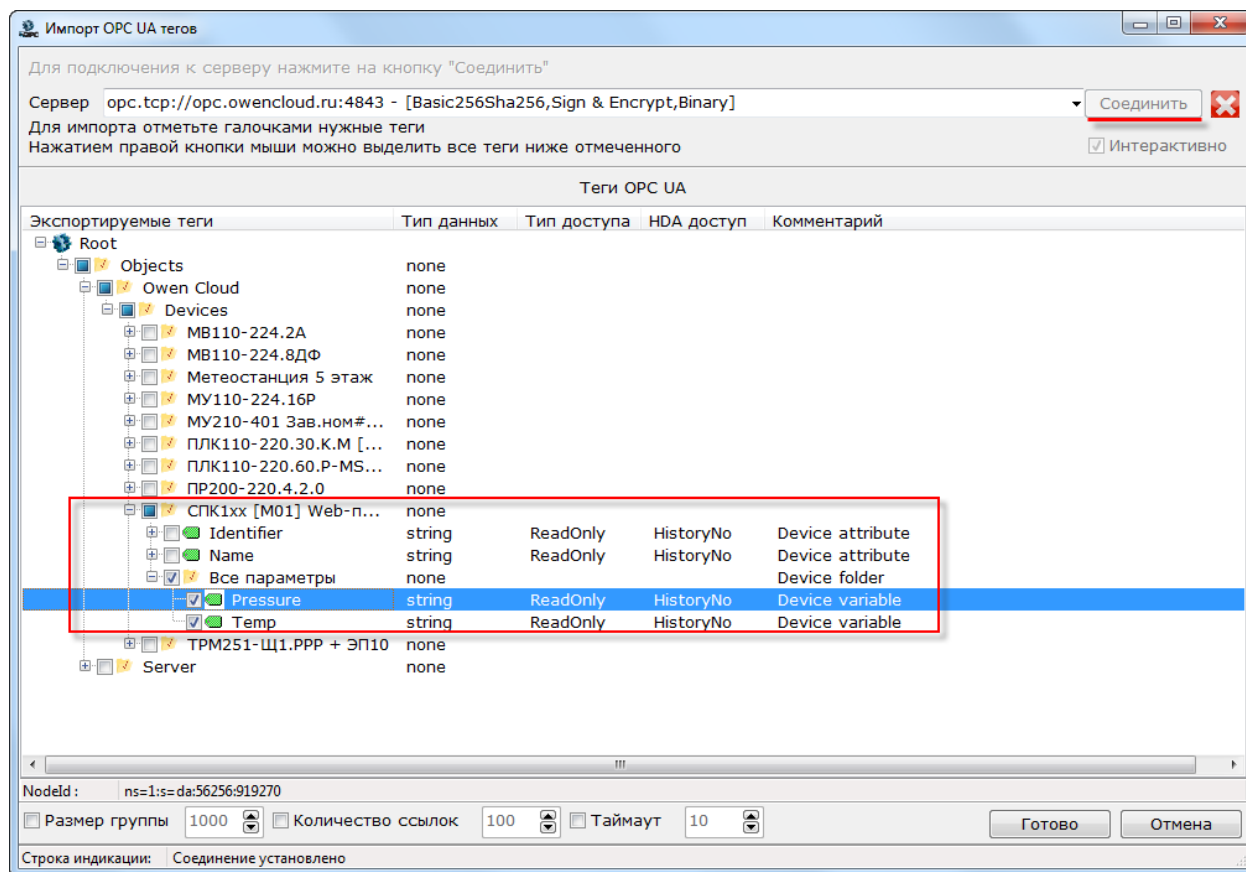 Импорт OPC UA тегов
Для подключения к серверу нажмите на кнопку "Соединить"
Сервер opc.tcp://opc.owencloud.ru:4843 - [Basic256Sha256,Sign & Encrypt,Binary] Соединить
Для импорта отметьте галочками нужные теги
Нажатием правой кнопки мыши можно выделить все теги ниже отмеченного Интерактивно
Теги OPC UA
Экспортируемые теги Тип данных Тип доступа HDA доступ Комментарий
Root
Objects none
Owen Cloud none
Devices none
МВ110-224.2А none
МВ110-224.8ДФ none
Метеостанция 5 этаж none
МУ110-224.16Р none
МУ210-401 Зав.ном#... none
ПЛК110-220.30.К.М [... none
ПЛК110-220.60.Р-MS... none
ПР200-220.4.2.0 none
СПК1хх [М01] Web-п... none
Identifier string ReadOnly HistoryNo Device attribute
Name string ReadOnly HistoryNo Device attribute
Все параметры none Device folder
Pressure string ReadOnly HistoryNo Device variable
Temp string ReadOnly HistoryNo Device variable
ТРМ251-Щ1.РРР + ЭП10 none
Server none
NodeId : ns=1:s=da:56256:919270
Размер группы 1000 Количество ссылок 100 Таймаут 10 Готово Отмена
Строка индикации: Соединение установлено